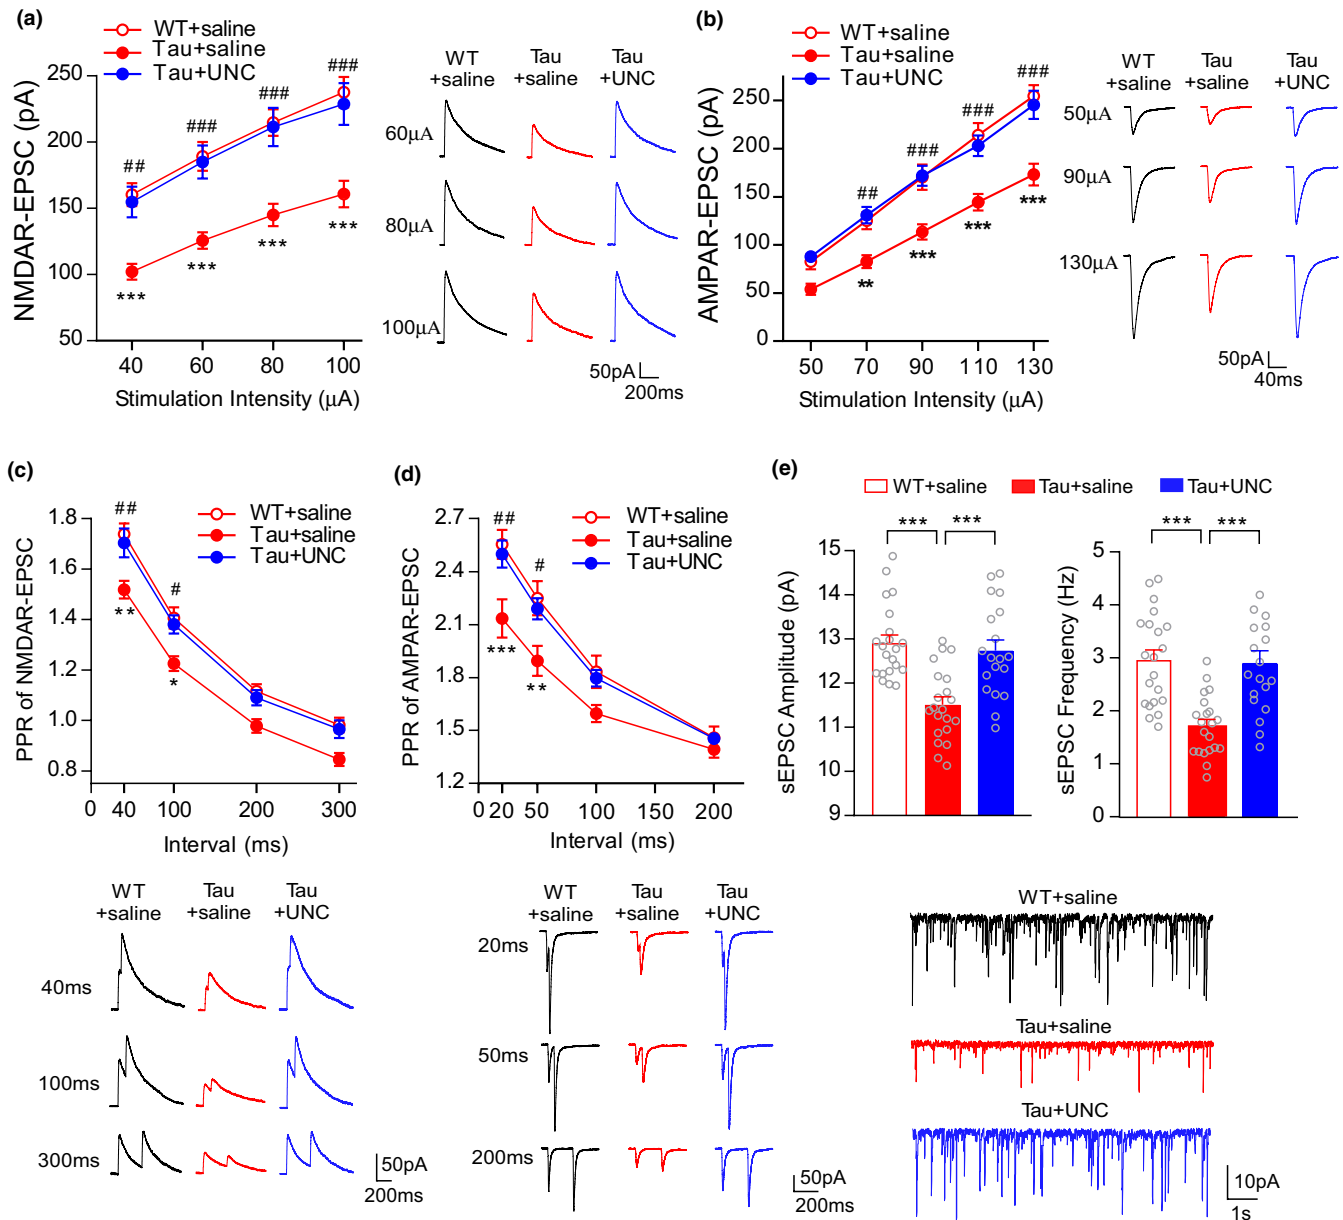 (a)
WT+saline
Tau+saline
Tau+UNC
NMDAR-EPSC (pA)
250
200
150
100
50
##
###
###
###
***
***
***
***
40
60
80
100
Stimulation Intensity (μA)
WT
+saline
Tau
+saline
Tau
+UNC
60μA
80μA
100μA
50pA
200ms
(b)
WT+saline
Tau+saline
Tau+UNC
AMPAR-EPSC (pA)
250
200
150
100
50
0
##
###
###
###
**
***
***
***
50
70
90
110
130
Stimulation Intensity (μA)
WT
+saline
Tau
+saline
Tau
+UNC
50μA
90μA
130μA
50pA
40ms
(c)
WT+saline
Tau+saline
Tau+UNC
PPR of NMDAR-EPSC
1.8
1.6
1.4
1.2
1.0
0.8
##
#
**
*
0
40
100
200
300
Interval (ms)
WT
+saline
Tau
+saline
Tau
+UNC
40ms
100ms
300ms
50pA
200ms
(d)
WT+saline
Tau+saline
Tau+UNC
PPR of AMPAR-EPSC
2.7
2.4
2.1
1.8
1.5
1.2
##
#
***
**
0
20
50
100
150
200
Interval (ms)
WT
+saline
Tau
+saline
Tau
+UNC
20ms
50ms
200ms
50pA
200ms
(e)
WT+saline
Tau+saline
Tau+UNC
sEPSC Amplitude (pA)
15
14
13
12
11
10
9
***
***
sEPSC Frequency (Hz)
5
4
3
2
1
0
***
***
WT+saline
Tau+saline
Tau+UNC
10pA
1s